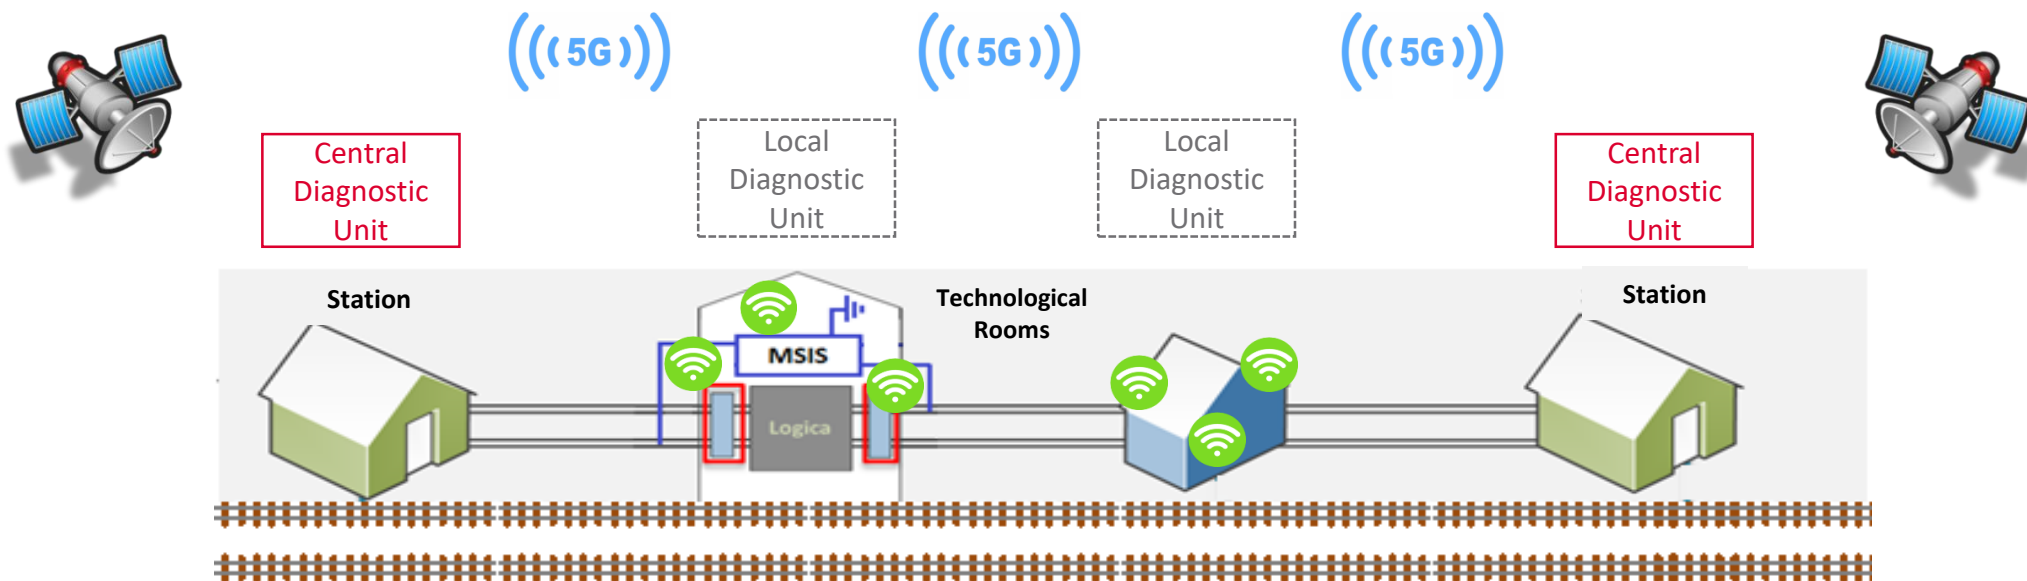 5G
5G
5G
Central
Diagnostic
Unit
Local
Diagnostic
Unit
Local
Diagnostic
Unit
Central
Diagnostic
Unit
Station
Technological
Rooms
Station
MSIS
Logica